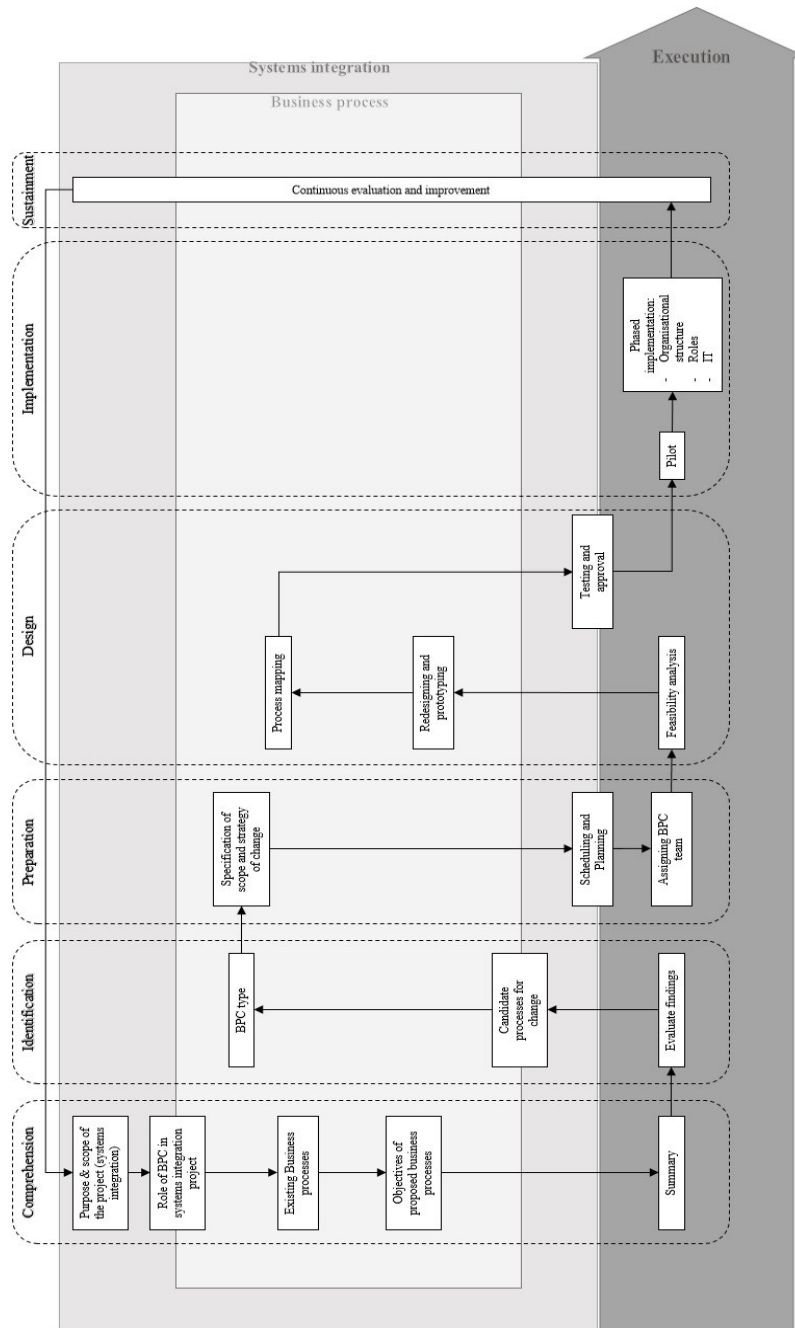 Systems integration
Business process
Execution
Comprehension
Purpose & scope of
the project (systems
integration)
Role of BPC in
systems integration
project
Existing Business
processes
Objectives of
proposed business
processes
Summary
Identification
BPC type
Candidate
processes for
change
Evaluate findings
Preparation
Specification of
scope and strategy
of change
Scheduling and
Planning
Assigning BPC
team
Design
Process mapping
Redesigning and
prototyping
Feasibility analysis
Testing and
approval
Implementation
Pilot
Phased
implementation:
- Organisational
structure
- Roles
- IT
Sustainment
Continuous evaluation and improvement